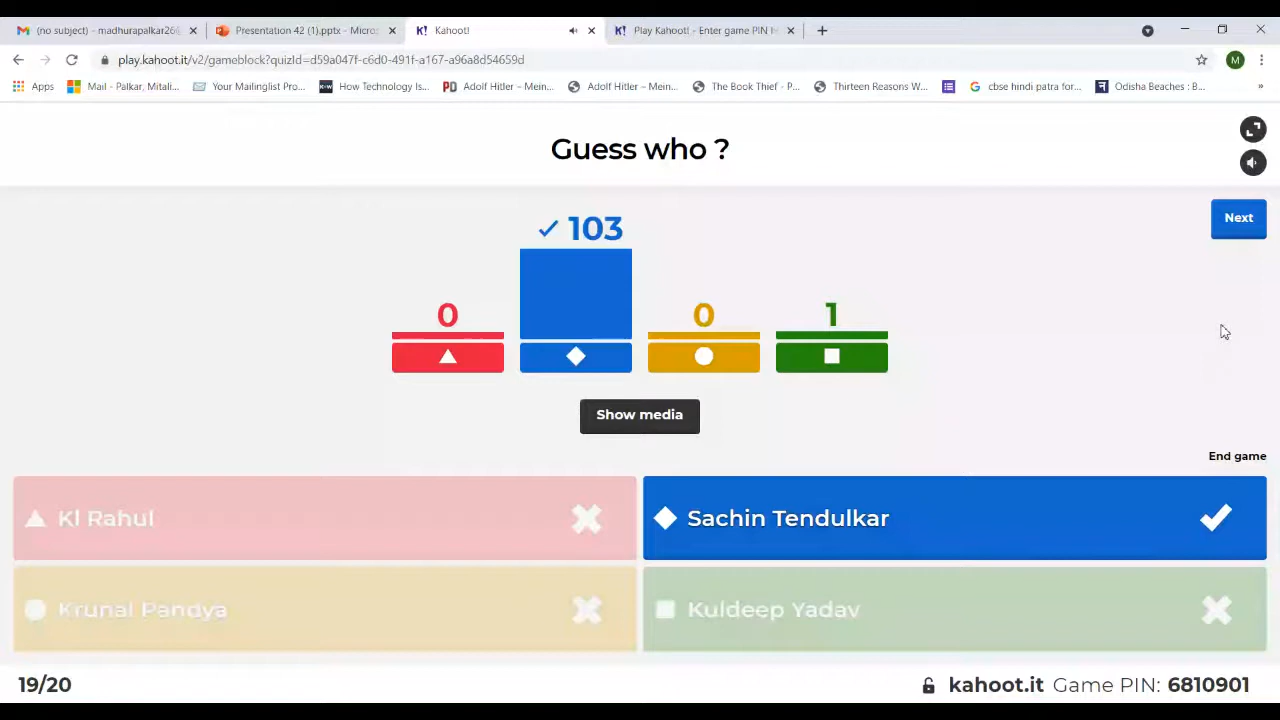 (no subject) - madhurapalkar26(
Presentation 42 (1).pptx - Micros
K! Kahoot!
K! Play Kahoot! - Enter game PIN h
play.kahoot.it/v2/gameblock?quizId=d59a047f-c6d0-491f-a167-a96a8d54659d
M
Apps
Mail - Palkar, Mitali...
Your Mailinglist Pro...
How Technology Is...
PD Adolf Hitler – Mein...
Adolf Hitler – Mein...
The Book Thief - P...
Thirteen Reasons W...
cbse hindi patra for...
Odisha Beaches : B...
»
Guess who ?
Next
103
0
0
1
Show media
End game
Kl Rahul
Sachin Tendulkar
Krunal Pandya
Kuldeep Yadav
19/20
kahoot.it Game PIN: 6810901